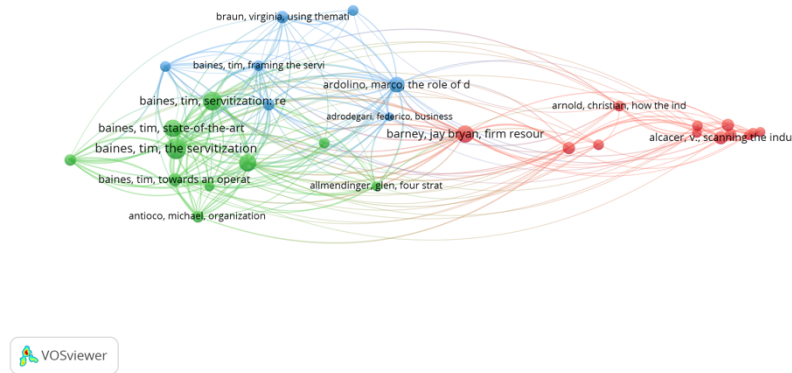 braun, virginia, using themati
baines, tim, framing the servi
ardolino, marco, the role of d
baines, tim, servitization: re
arnold, christian, how the ind
adrodegari, federico, business
baines, tim, state-of-the-art
barney, jay bryan, firm resour
alcacer, v., scanning the indu
baines, tim, the servitization
baines, tim, towards an operat
allmendinger, glen, four strat
antioco, michael, organization
VOSviewer